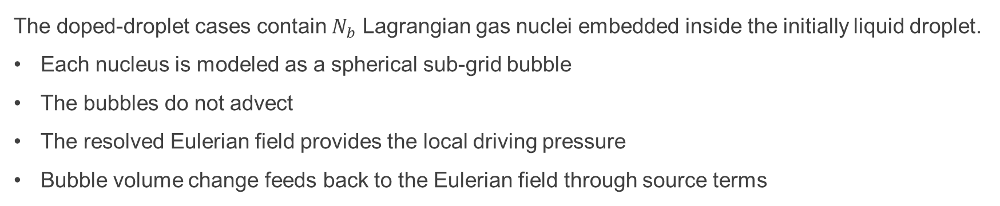 The doped-droplet cases contain N_b Lagrangian gas nuclei embedded inside the initially liquid droplet.
• Each nucleus is modeled as a spherical sub-grid bubble
• The bubbles do not advect
• The resolved Eulerian field provides the local driving pressure
• Bubble volume change feeds back to the Eulerian field through source terms